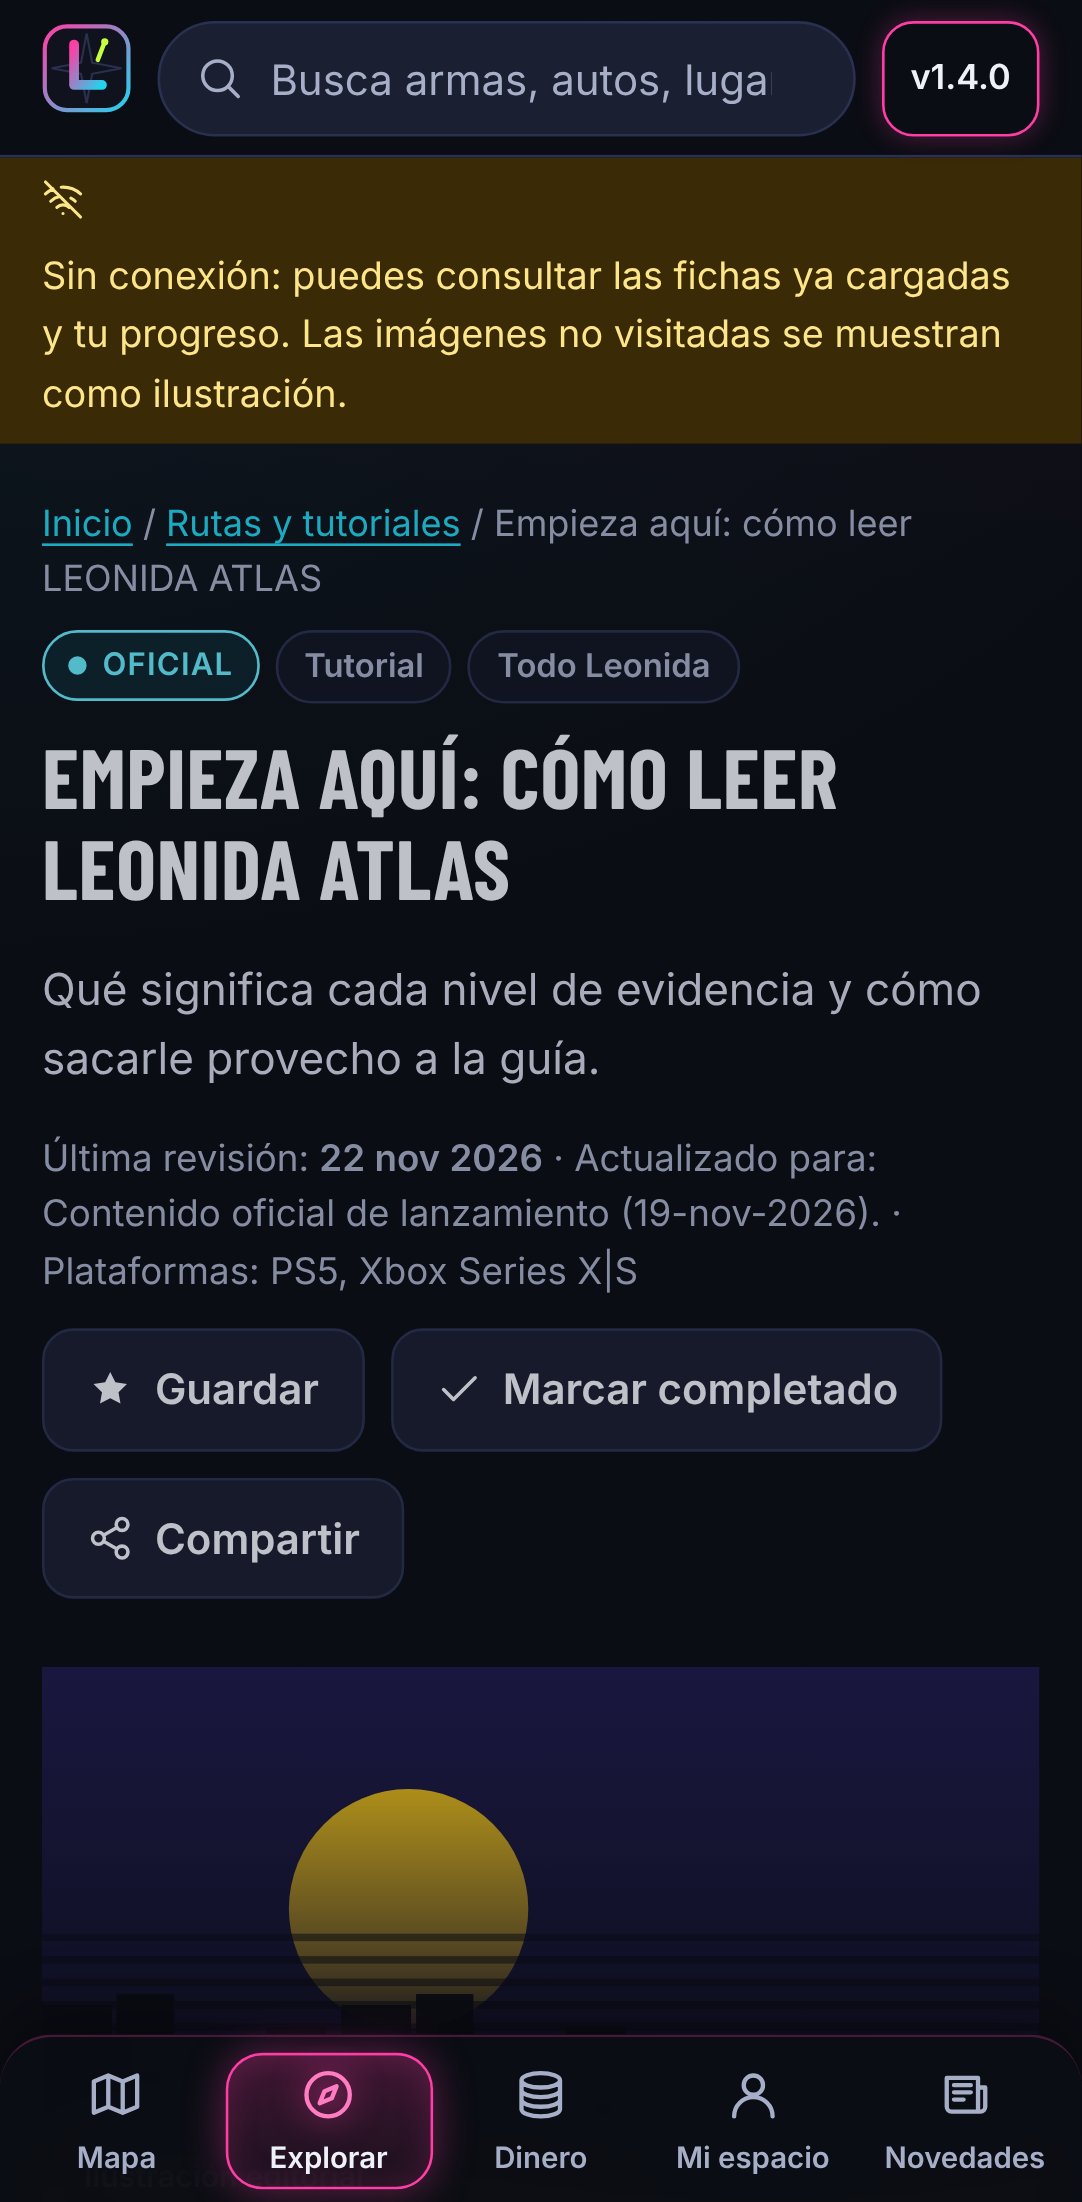 Busca armas, autos, luga
v1.4.0
Sin conexión: puedes consultar las fichas ya cargadas
y tu progreso. Las imágenes no visitadas se muestran
como ilustración.
Inicio / Rutas y tutoriales / Empieza aquí: cómo leer
LEONIDA ATLAS
OFICIAL
Tutorial
Todo Leonida
EMPIEZA AQUÍ: CÓMO LEER
LEONIDA ATLAS
Qué significa cada nivel de evidencia y cómo
sacarle provecho a la guía.
Última revisión: 22 nov 2026 · Actualizado para:
Contenido oficial de lanzamiento (19-nov-2026). ·
Plataformas: PS5, Xbox Series X|S
Guardar
Marcar completado
Compartir
Mapa
Explorar
Dinero
Mi espacio
Novedades